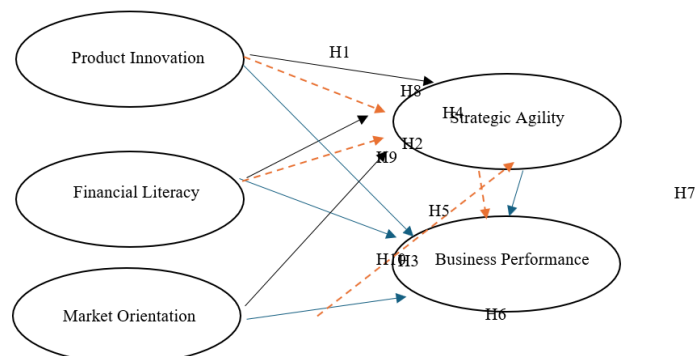 H1
Product Innovation
H8
H4
Strategic Agility
H2
H9
Financial Literacy
H7
H5
H10
H3
Business Performance
H6
Market Orientation